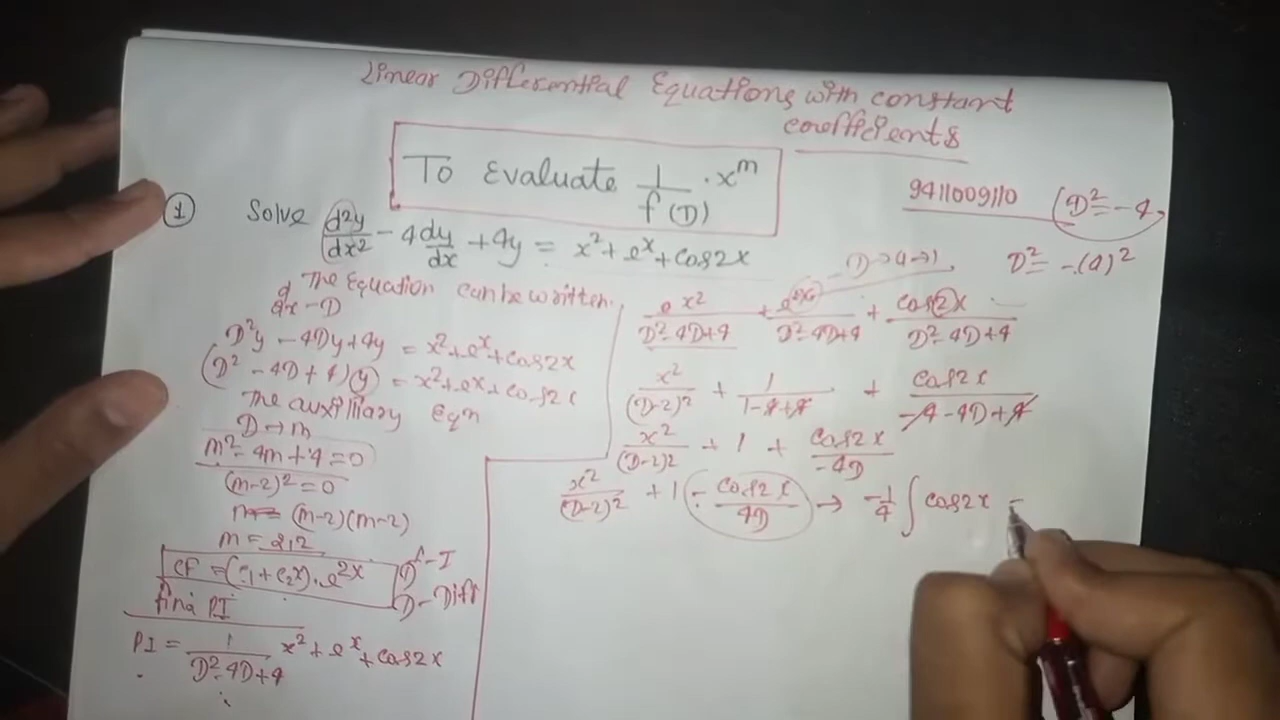 Linear Differential Equations with constant
coefficients
To Evaluate 1/f(D) · x^m
9411009110
(D² = -4)
① Solve d²y/dx² - 4dy/dx + 4y = x² + e^x + cos2x
D² = -(a)²
D → a → 1
The Equation can be written.
d/dx - D
D²y - 4Dy + 4y = x² + e^x + cos2x
(D² - 4D + 4)y = x² + e^x + cos2x
The auxiliary Eqn
D → m
m² - 4m + 4 = 0
(m-2)² = 0
(m-2)(m-2)
m = 2,2
CF = (c₁ + c₂x) . e^2x
D - I
D - Diff
find PI
PI = 1/D² - 4D + 4 x² + e^x + cos2x
x²/D² - 4D + 4 + e^x/D² - 4D + 4 + cos2x/D² - 4D + 4
x²/(D-2)² + 1/1 - 4 + 4 + cos2x/-4 - 4D + 4
x²/(D-2)² + 1 + cos2x/-4D
x²/(D-2)² + 1 - cos2x/4D → -1/4 ∫ cos2x =